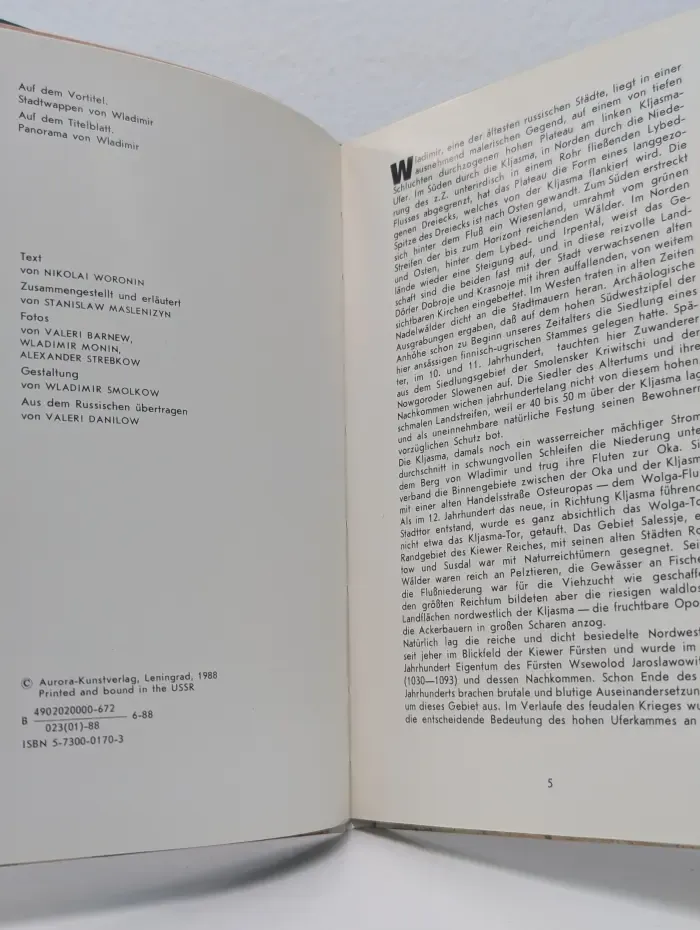 Auf dem Vortitel.
Stadtwappen von Wladimir
Auf dem Titelblatt.
Panorama von Wladimir
Text
von NIKOLAI WORONIN
Zusammengestellt und erläutert
von STANISLAW MASLENIZYN
Fotos
von VALERI BARNEW,
WLADIMIR MONIN,
ALEXANDER STREBKOW
Gestaltung
von WLADIMIR SMOLKOW
Aus dem Russischen übertragen
von VALERI DANILOW
© Aurora-Kunstverlag, Leningrad, 1988
Printed and bound in the USSR
B 4902020000-672
023(01)-88 6-88
ISBN 5-7300-0170-3
Wladimir, eine der ältesten russischen Städte, liegt in einer
ausnehmend malerischen Gegend, auf einem von tiefen
Schluchten durchzogenen hohen Plateau am linken Kljasma-
Ufer. Im Süden durch die Kljasma, in Norden durch die Niede-
rung des z.Z. unterirdisch in einem Rohr fließenden Lybed-
Flusses abgegrenzt, hat das Plateau die Form eines langgezo-
genen Dreiecks, welches von der Kljasma flankiert wird. Die
Spitze des Dreiecks ist nach Osten gewandt. Zum Süden erstreckt
sich hinter dem Fluß ein Wiesenland, umrahmt vom grünen
Streifen der bis zum Horizont reichenden Wälder. Im Norden
und Osten, hinter dem Lybed- und Irpental, weist das Ge-
lände wieder eine Steigung auf, und in diese reizvolle Land-
schaft sind die beiden fast mit der Stadt verwachsenen alten
Dörfer Dobroje und Krasnoje mit ihren auffallenden, von weitem
sichtbaren Kirchen eingebettet. Im Westen traten in alten Zeiten
Nadelwälder dicht an die Stadtmauern heran. Archäologische
Ausgrabungen ergaben, daß auf dem hohen Südwestzipfel der
Anhöhe schon zu Beginn unseres Zeitalters die Siedlung eines
hier ansässigen finnisch-ugrischen Stammes gelegen hatte. Spä-
ter, im 10. und 11. Jahrhundert, tauchten hier Zuwanderer
aus dem Siedlungsgebiet der Smolensker Kriwitschi und der
Nowgoroder Slowenen auf. Die Siedler des Altertums und ihre
Nachkommen wichen jahrhundertelang nicht von diesem hohen
schmalen Landstreifen, weil er 40 bis 50 m über der Kljasma lag
und als uneinnehmbare natürliche Festung seinen Bewohnern
vorzüglichen Schutz bot.
Die Kljasma, damals noch ein wasserreicher mächtiger Strom
durchschnitt in schwungvollen Schleifen die Niederung unte
dem Berg von Wladimir und trug ihre Fluten zur Oka. Si
verband die Binnengebiete zwischen der Oka und der Kljasm
mit einer alten Handelsstraße Osteuropas — dem Wolga-Flu
Als im 12. Jahrhundert das neue, in Richtung Kljasma führend
Stadttor entstand, wurde es ganz absichtlich das Wolga-To
nicht etwa das Kljasma-Tor, getauft. Das Gebiet Salessje, e
Randgebiet des Kiewer Reiches, mit seinen alten Städten Ro
tow und Susdal war mit Naturreichtümern gesegnet. Sei
Wälder waren reich an Pelztieren, die Gewässer an Fische
die Flußniederung war für die Viehzucht wie geschaffe
den größten Reichtum bildeten aber die riesigen waldlos
Landflächen nordwestlich der Kljasma — die fruchtbare Opo
die Ackerbauern in großen Scharen anzog.
Natürlich lag die reiche und dicht besiedelte Nordwest
seit jeher im Blickfeld der Kiewer Fürsten und wurde im
Jahrhundert Eigentum des Fürsten Wsewolod Jaroslawowit
(1030—1093) und dessen Nachkommen. Schon Ende des
Jahrhunderts brachen brutale und blutige Auseinandersetzun
um dieses Gebiet aus. Im Verlaufe des feudalen Krieges wu
die entscheidende Bedeutung des hohen Uferkammes an
5